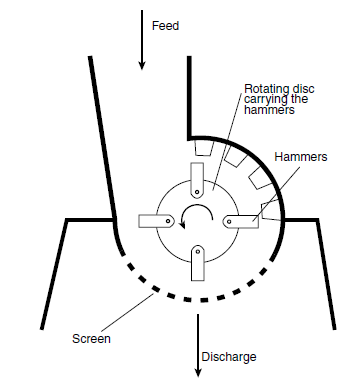 Feed
Rotating disc
carrying the
hammers
Hammers
Screen
Discharge